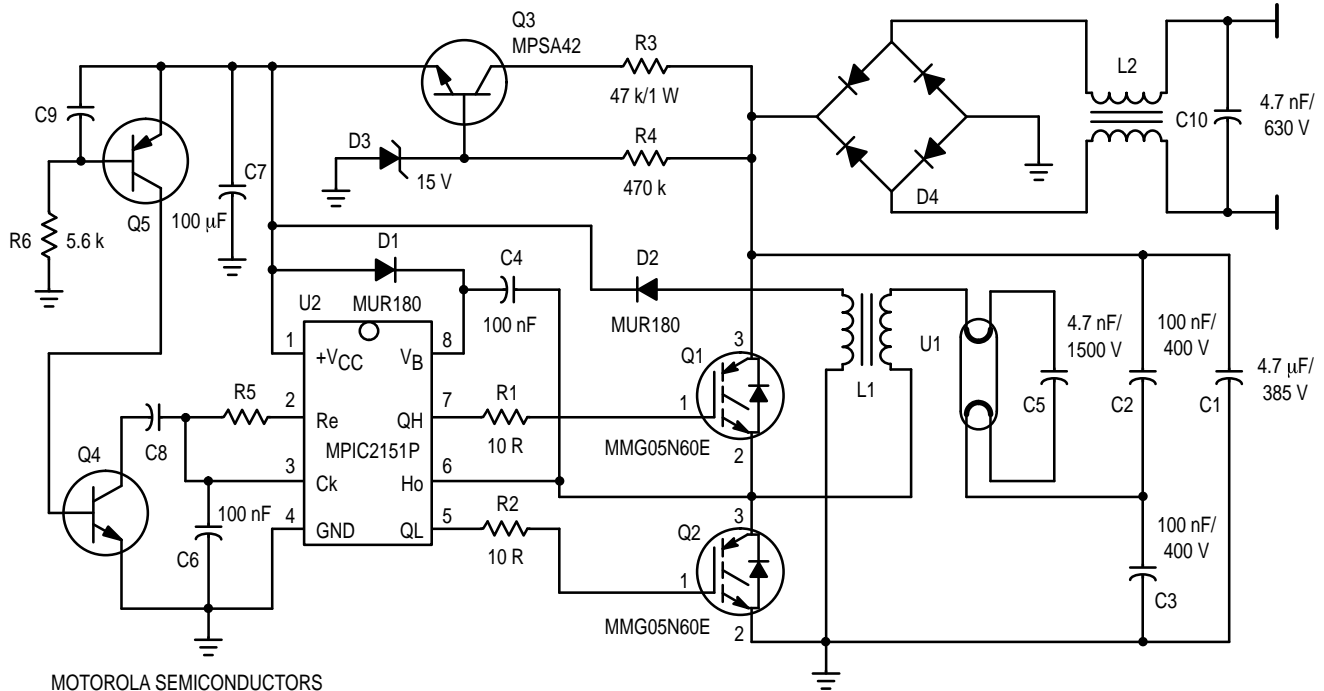 Q3
MPSA42
R3
47 k/1 W
R4
470 k
D3
15 V
L2
C10
4.7 nF/
630 V
D4
C9
C7
100 μF
Q5
R6
5.6 k
D1
MUR180
C4
100 nF
D2
MUR180
U2
1
+VCC
VB
8
2
Re
QH
7
MPIC2151P
3
Ck
Ho
6
4
GND
QL
5
R5
C8
Q4
100 nF
C6
R1
10 R
R2
10 R
Q1
3
1
2
MMG05N60E
Q2
3
1
2
MMG05N60E
L1
U1
4.7 nF/
1500 V
C5
100 nF/
400 V
C2
4.7 μF/
385 V
C1
100 nF/
400 V
C3
MOTOROLA SEMICONDUCTORS